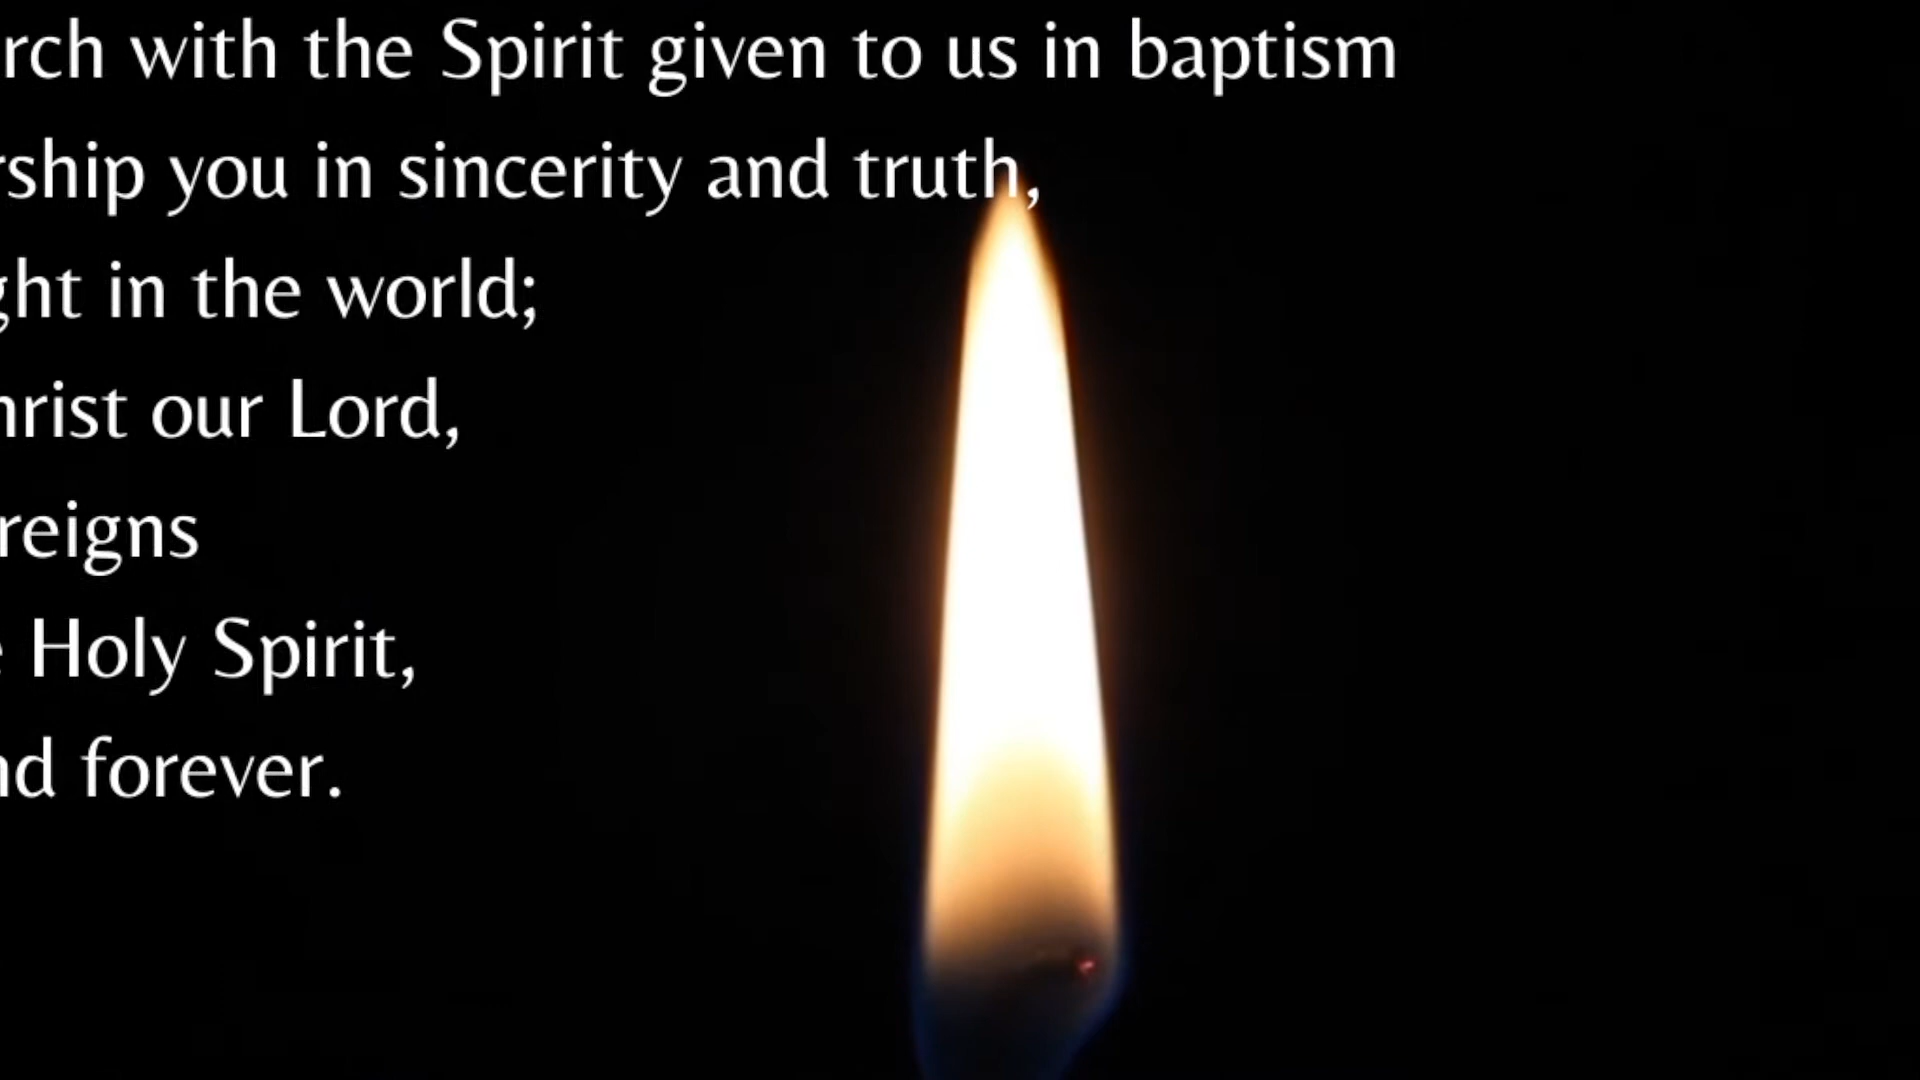 rch with the Spirit given to us in baptism
rship you in sincerity and truth,
ght in the world;
hrist our Lord,
reigns
e Holy Spirit,
nd forever.